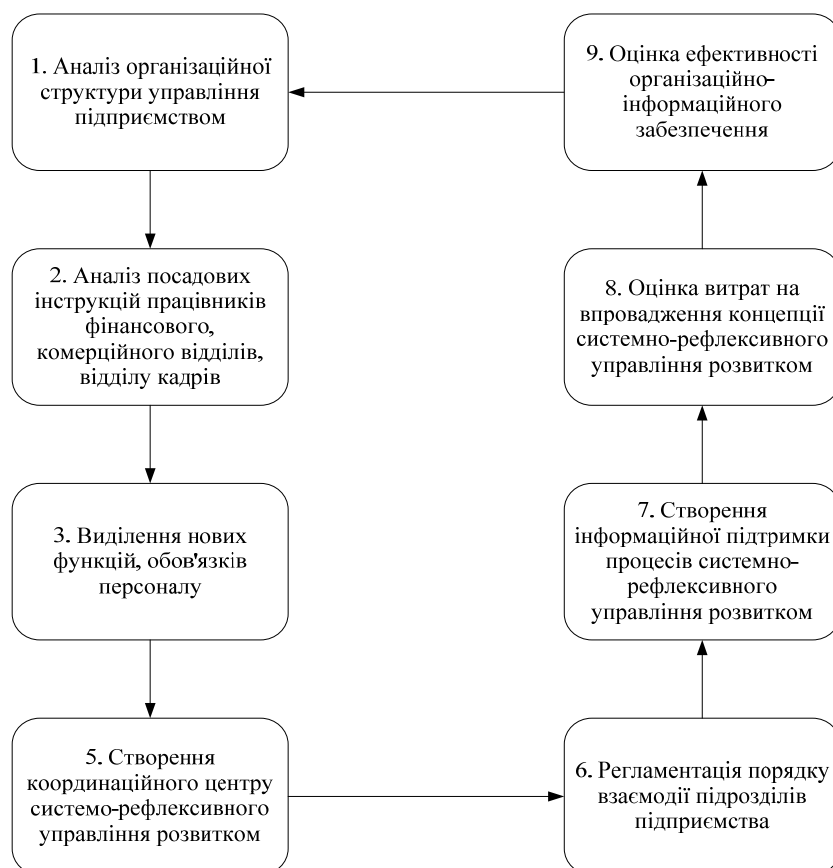 1. Аналіз організаційної
структури управління
підприємством
2. Аналіз посадових
інструкцій працівників
фінансового,
комерційного відділів,
відділу кадрів
3. Виділення нових
функцій, обов'язків
персоналу
5. Створення
координаційного центру
системо-рефлексивного
управління розвитком
6. Регламентація порядку
взаємодії підрозділів
підприємства
7. Створення
інформаційної підтримки
процесів системно-
рефлексивного
управління розвитком
8. Оцінка витрат на
впровадження концепції
системно-рефлексивного
управління розвитком
9. Оцінка ефективності
організаційно-
інформаційного
забезпечення